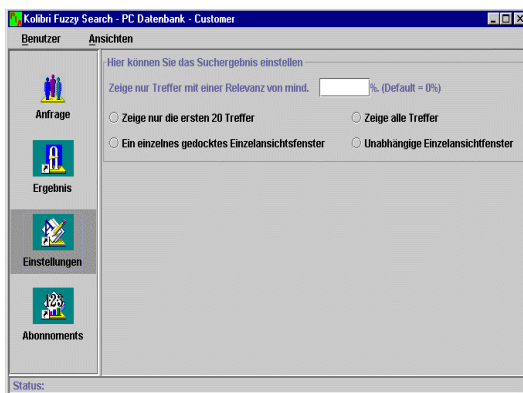 Kolibri Fuzzy Search - PC Datenbank - Customer
Benutzer Ansichten
Hier können Sie das Suchergebnis einstellen
Zeige nur Treffer mit einer Relevanz von mind. %. (Default = 0%)
Zeige nur die ersten 20 Treffer Zeige alle Treffer
Ein einzelnes gedocktes Einzelansichtsfenster Unabhängige Einzelansichtfenster
Anfrage
Ergebnis
Einstellungen
123
Abonnoments
Status: